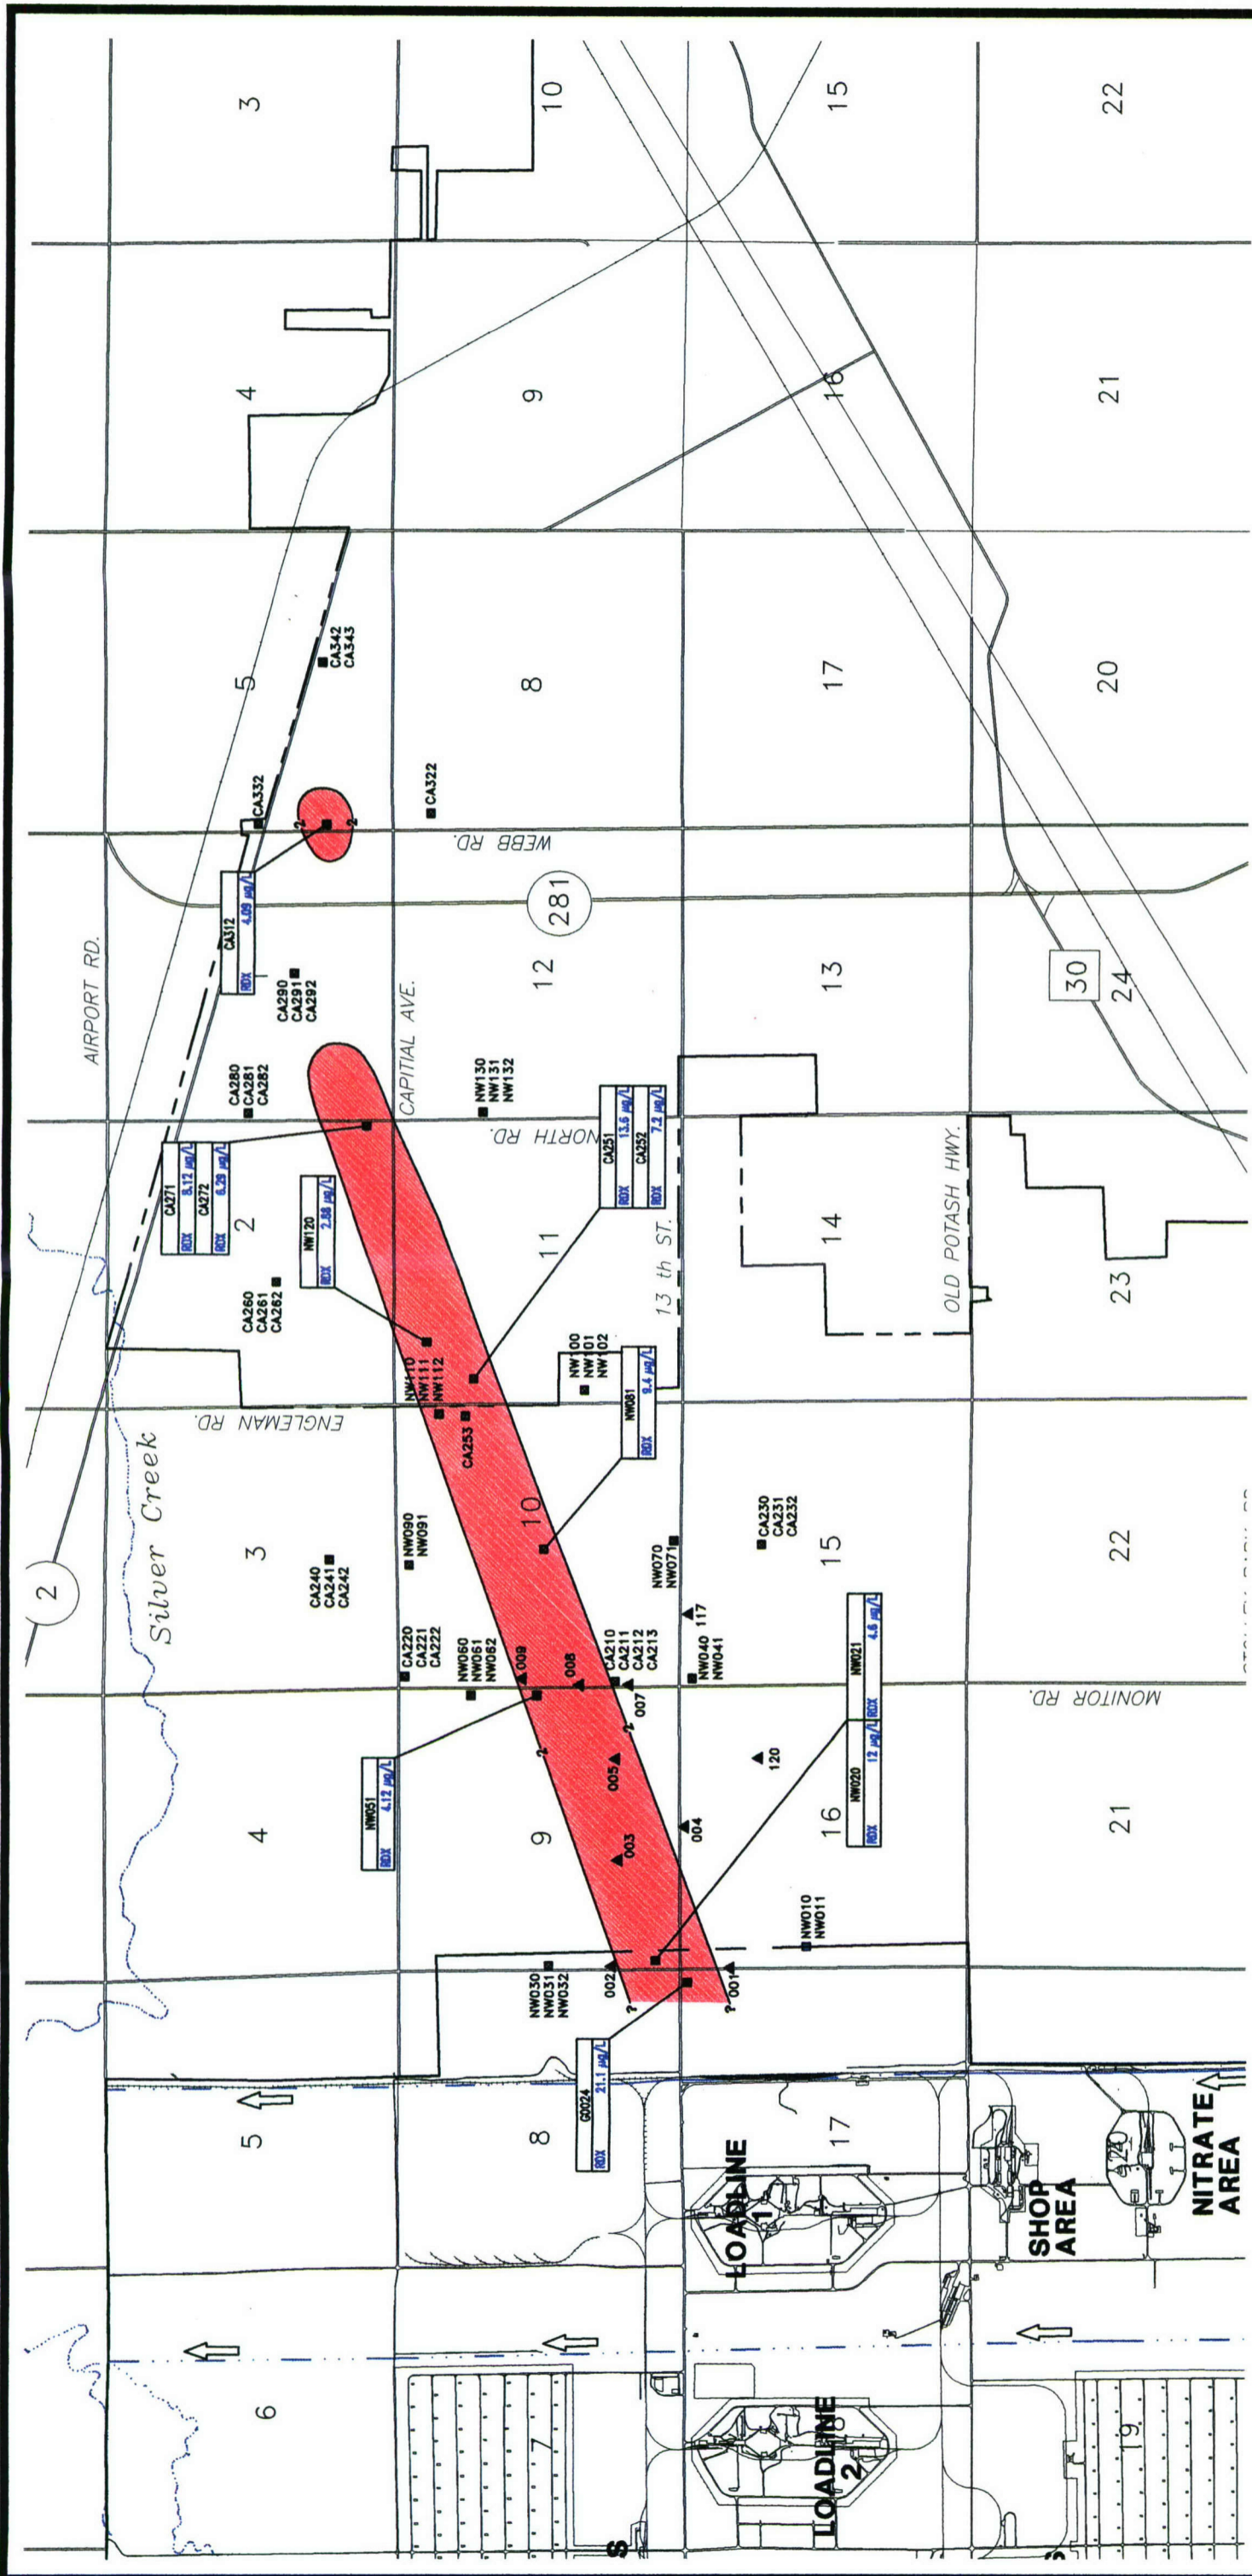 3
10
15
22
4
9
16
21
5
8
17
20
CA342
CA343
CA332
CA322
WEBB RD.
281
12
13
24
30
AIRPORT RD.
CAPITIAL AVE.
CA312
RDX 4.09 µg/L
CA290
CA291
CA292
CA280
CA281
CA282
NW130
NW131
NW132
NORTH RD.
CA271
RDX 8.12 µg/L
CA272
RDX 6.29 µg/L
2
NW120
RDX 2.88 µg/L
CA251
RDX 13.6 µg/L
CA252
RDX 7.2 µg/L
11
13 th ST.
14
OLD POTASH HWY.
23
CA260
CA261
CA262
NW110
NW111
NW112
NW100
NW101
NW102
NW081
RDX 9.4 µg/L
ENGLEMAN RD.
CA253
2
Silver Creek
3
10
15
22
CA240
CA241
CA242
NW090
NW091
NW070
NW071
CA230
CA231
CA232
117
CA220
CA221
CA222
NW060
NW061
NW062
009
008
CA210
CA211
CA212
CA213
007
NW040
NW041
MONITOR RD.
NW051
RDX 4.12 µg/L
NW020
RDX 12 µg/L
NW021
RDX 4.6 µg/L
?
?
005
120
003
004
4
9
16
21
NW010
NW011
NW030
NW031
NW032
002
001
?
?
G0024
RDX 21.1 µg/L
5
8
17
LOADLINE
1
SHOP
AREA
NITRATE
AREA
6
7
LOADLINE
2
19
S